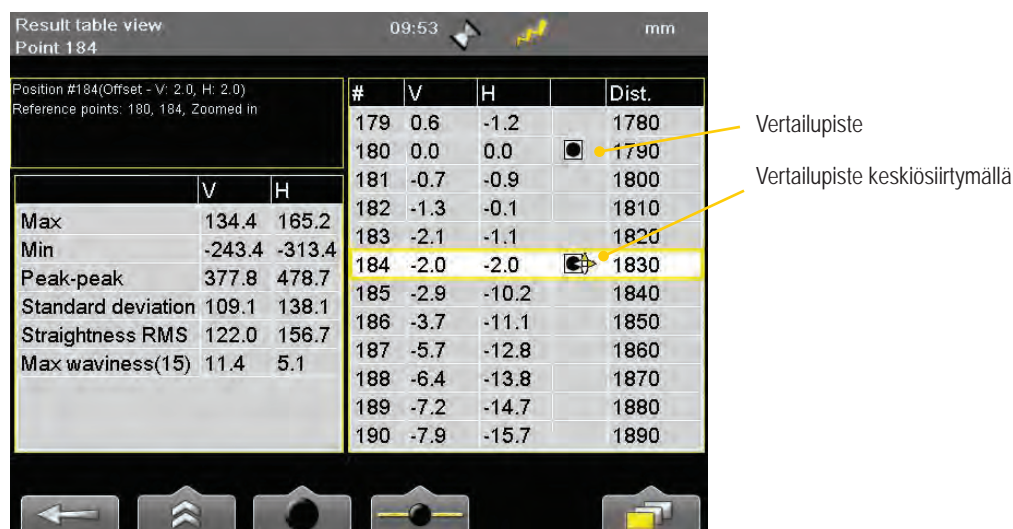 Result table view
Point 184
09:53
mm
Position #184(Offset - V: 2.0, H: 2.0)
Reference points: 180, 184, Zoomed in
V H
Max 134.4 165.2
Min -243.4 -313.4
Peak-peak 377.8 478.7
Standard deviation 109.1 138.1
Straightness RMS 122.0 156.7
Max waviness(15) 11.4 5.1
# V H Dist.
179 0.6 -1.2 1780
180 0.0 0.0 1790
181 -0.7 -0.9 1800
182 -1.3 -0.1 1810
183 -2.1 -1.1 1820
184 -2.0 -2.0 1830
185 -2.9 -10.2 1840
186 -3.7 -11.1 1850
187 -5.7 -12.8 1860
188 -6.4 -13.8 1870
189 -7.2 -14.7 1880
190 -7.9 -15.7 1890
Vertailupiste
Vertailupiste keskiösiirtymällä